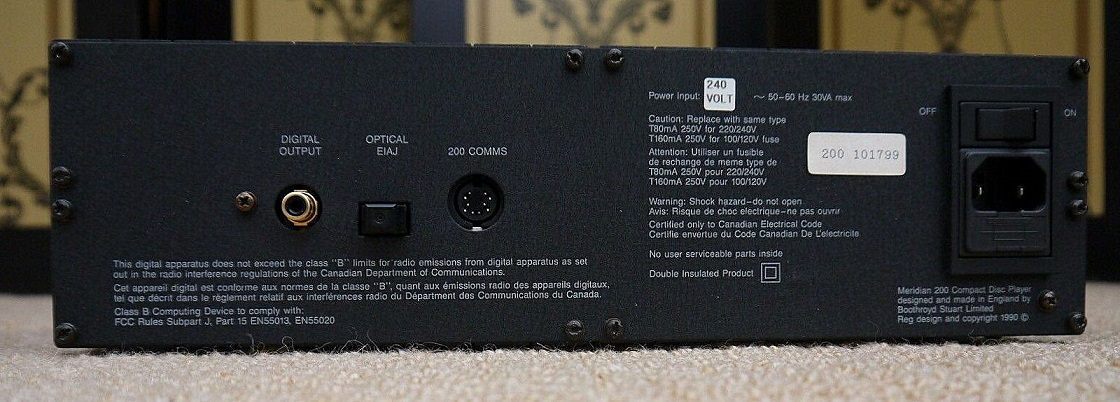 DIGITAL
OUTPUT
OPTICAL
EIAJ
200 COMMS
This digital apparatus does not exceed the class "B" limits for radio emissions from digital apparatus as set
out in the radio interference regulations of the Canadian Department of Communications.
Cet appareil digital est conforme aux normes de la classe "B", quant aux émissions radio des appareils digitaux,
tel que décrit dans le règlement relatif aux interférences radio du Départment des Communications du Canada.
Class B Computing Device to comply with:
FCC Rules Subpart J, Part 15 EN55013, EN55020
Power Input:
240
VOLT
~ 50-60 Hz 30VA max
Caution: Replace with same type
T80mA 250V for 220/240V
T160mA 250V for 100/120V fuse
Attention: Utiliser un fusible
de rechange de meme type de
T80mA 250V pour 220/240V
T160mA 250V pour 100/120V
Warning: Shock hazard-do not open
Avis: Risque de choc electrique-ne pas ouvrir
Certified only to Canadian Electrical Code
Certifie envertue du Code Canadian De L'electricite
No user serviceable parts inside
Double Insulated Product
200 101799
OFF
ON
Meridian 200 Compact Disc Player
designed and made in England by
Boothroyd Stuart Limited
Reg design and copyright 1990 ©